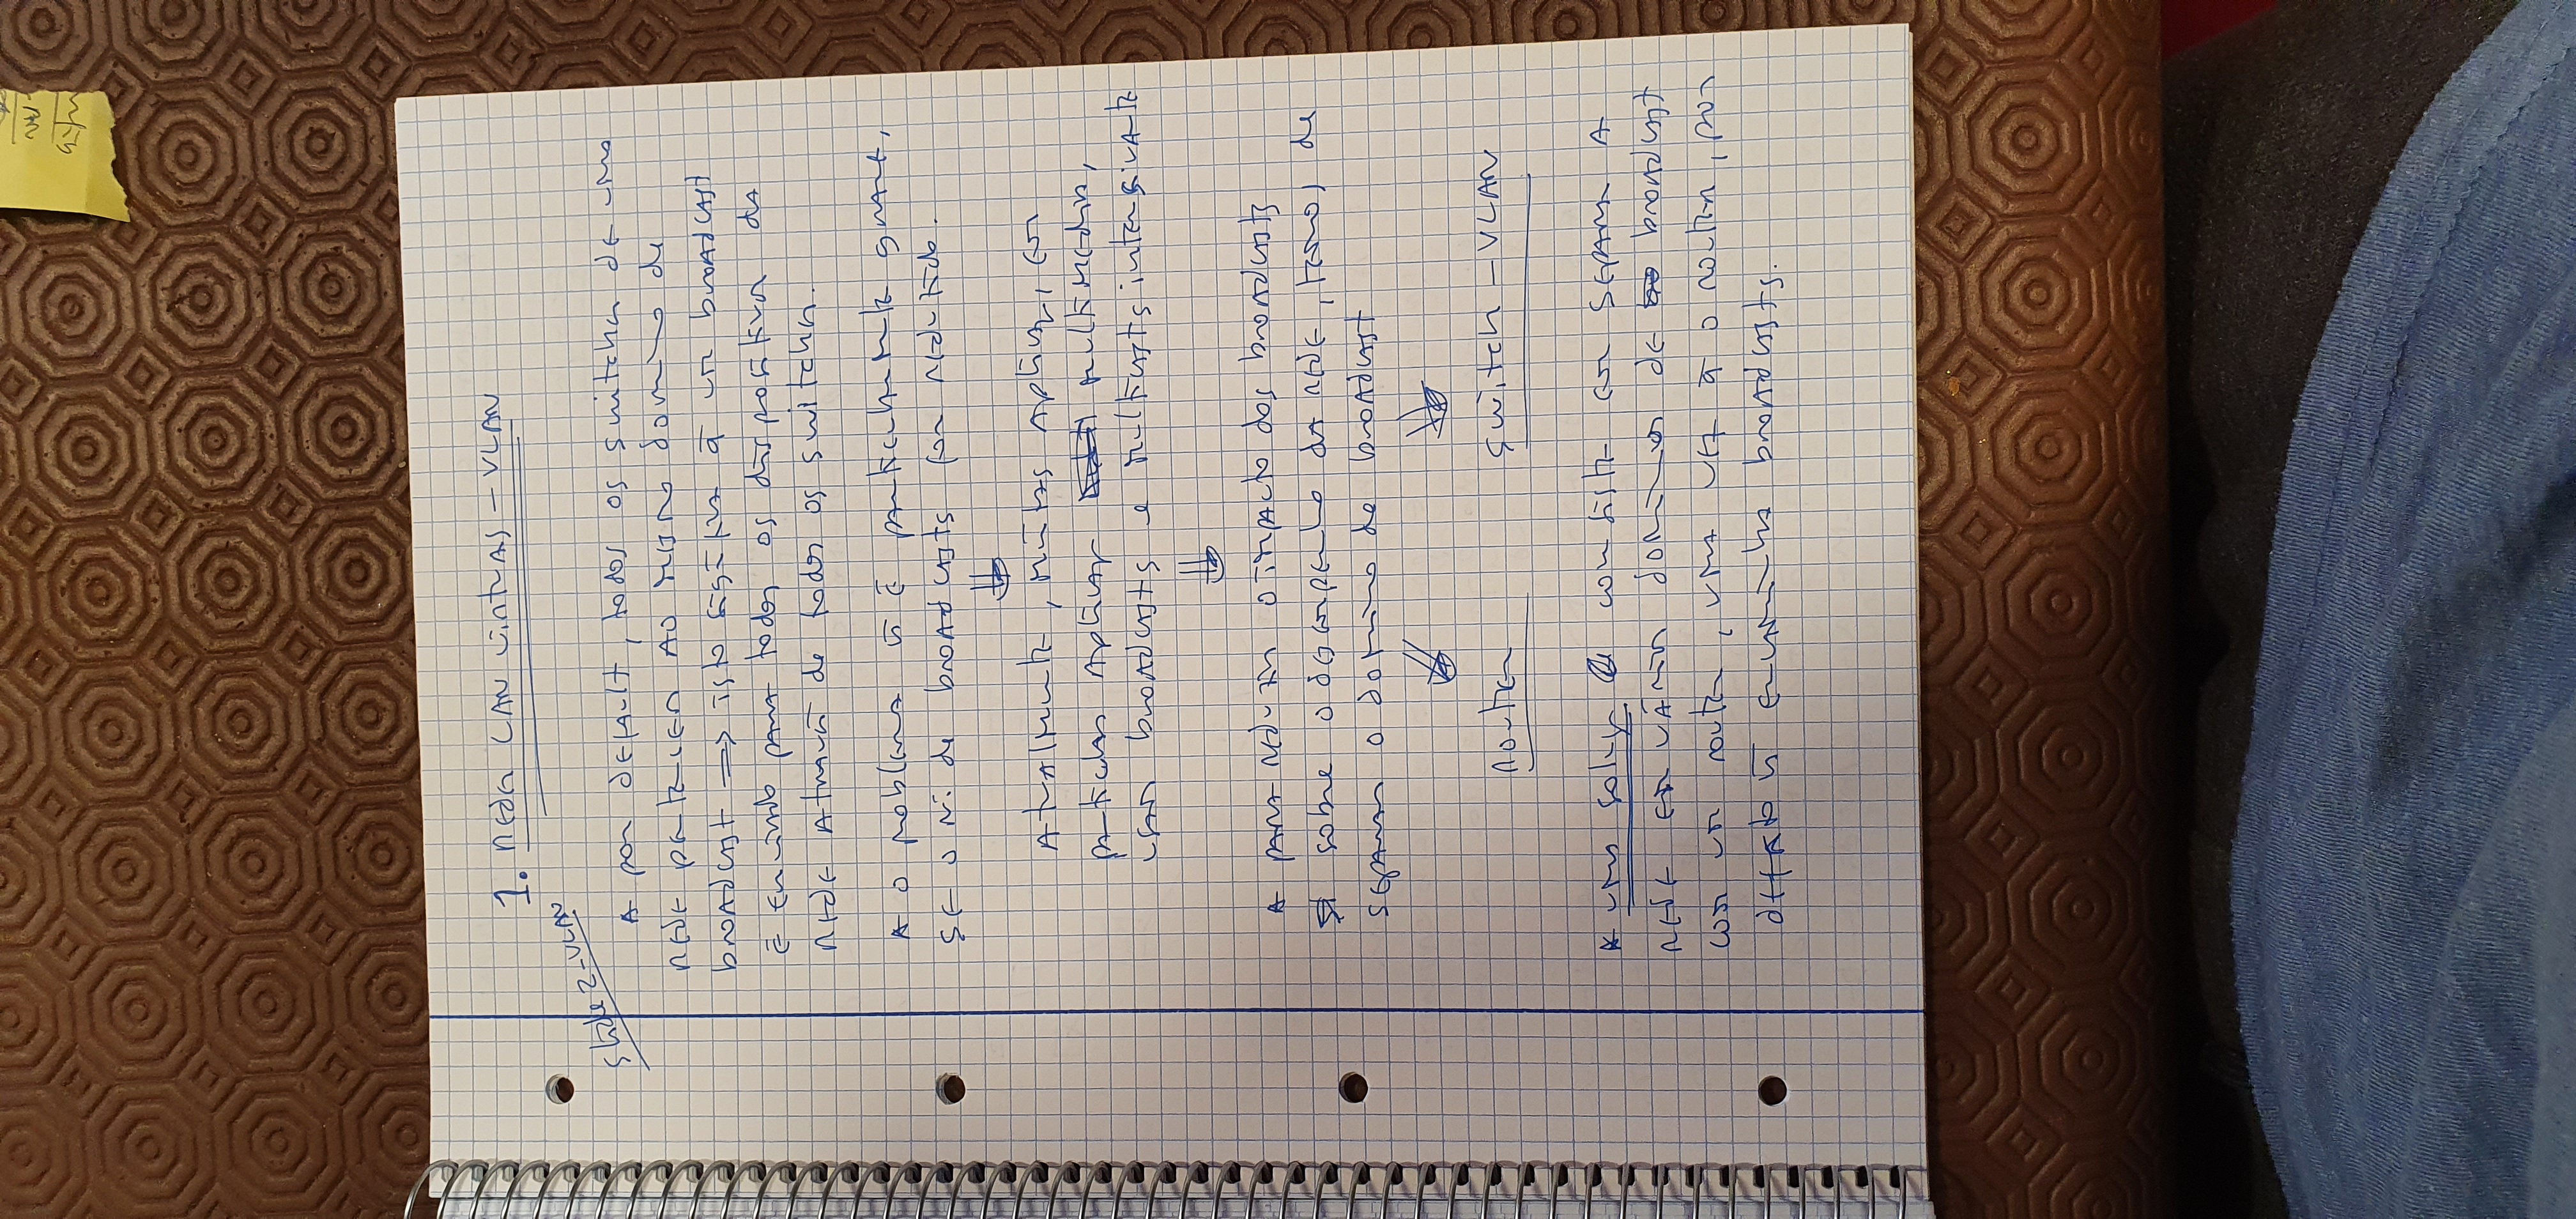 1. Redes LAN Virtuais - VLAN
Slide 2 - VLAN
* por default, todos os switches de uma
rede pertencem ao mesmo domínio de
broadcast => isto significa q̃ um broadcast
é enviado para todos os dispositivos da
rede através de todos os switches.
* o problema ñ é particularmente grave,
se o nº de broadcasts for reduzido.
Atualmente, muitas aplicações, em
particular aplicações multimedia,
usam broadcasts e multicasts intensivamente
* para reduzir o impacto dos broadcasts
sobre o desempenho da rede, temos de
separar o domínio de broadcast
router switch - VLAN
* uma solução consiste em separar a
rede em vários domínios de broadcast
com um router, uma vez q̃ o router, por
defeito ñ encaminha broadcasts.